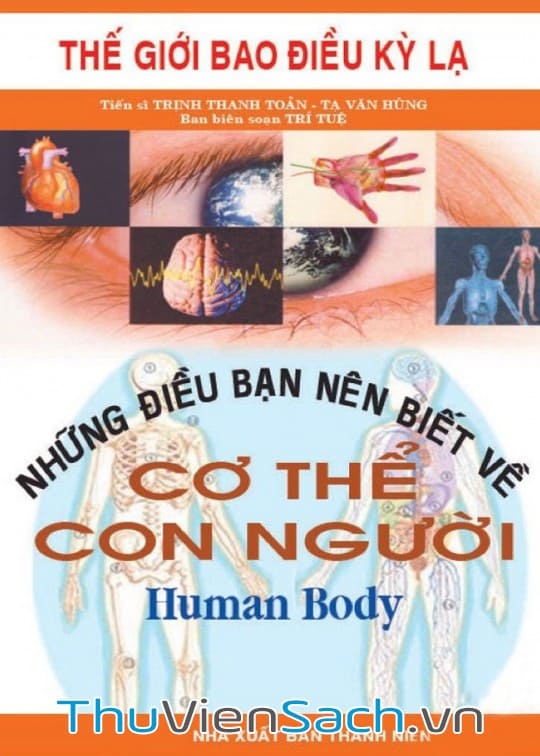 THẾ GIỚI BAO ĐIỀU KỲ LẠ
Tiến sĩ TRỊNH THANH TOẢN - TẠ VĂN HÙNG
Ban biên soạn TRÍ TUỆ
NHỮNG ĐIỀU BẠN NÊN BIẾT VỀ
CƠ THỂ
CON NGƯỜI
Human Body
ThuVienSach.vn
NHÀ XUẤT BẢN THANH NIÊN